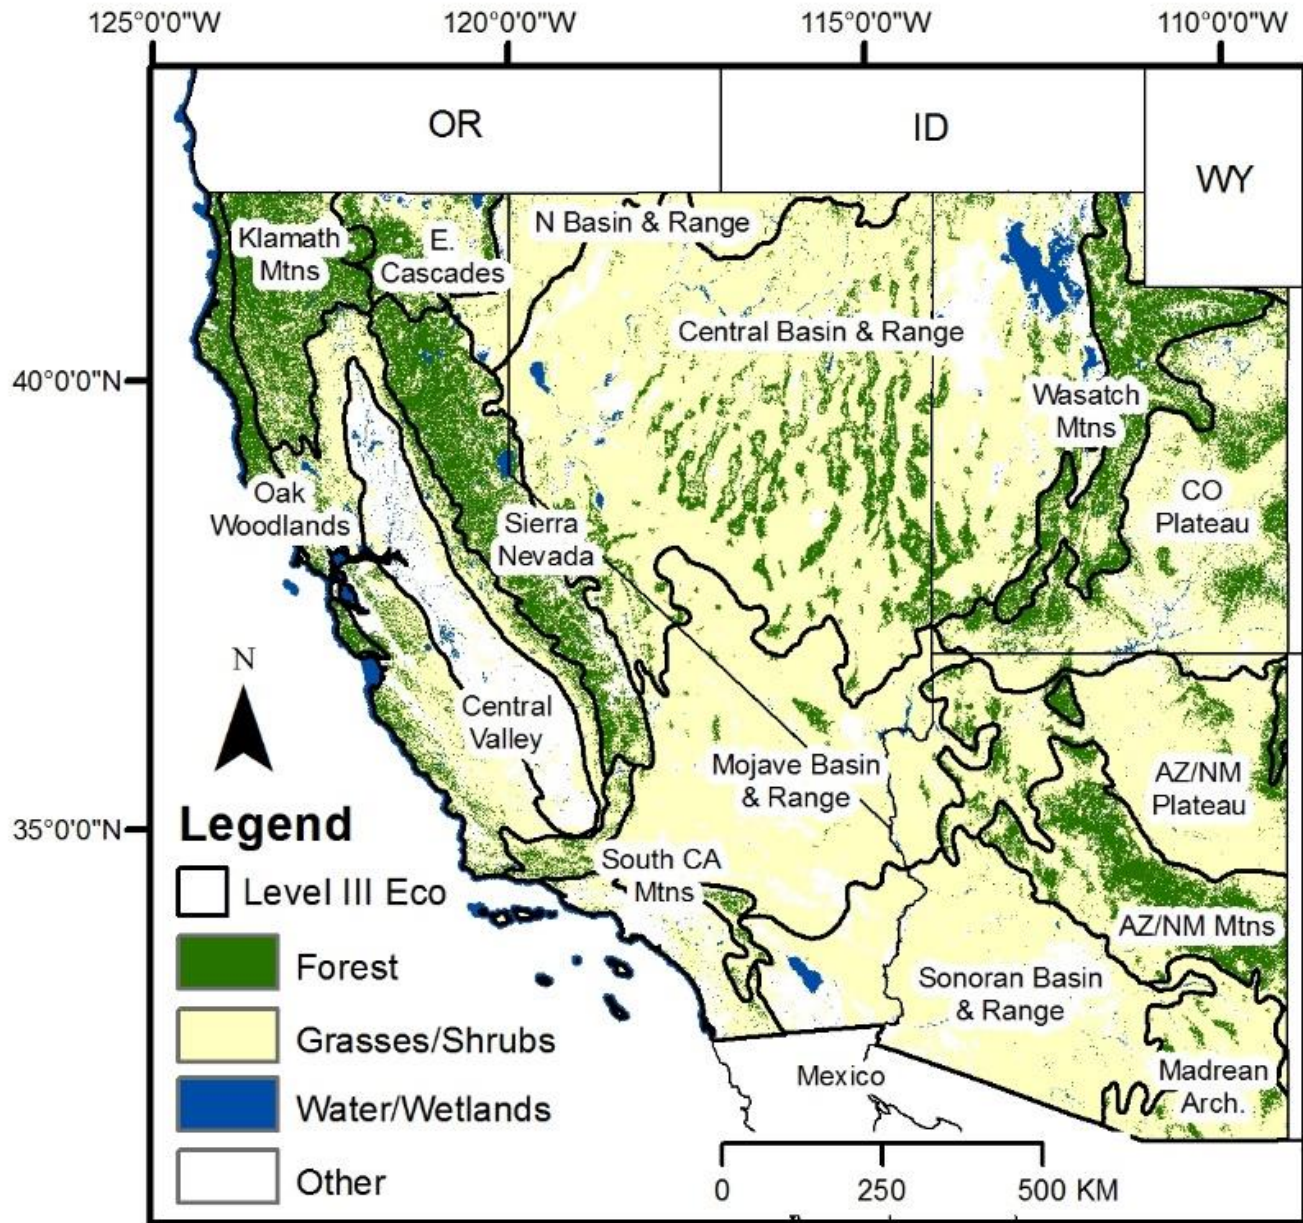 125°0'0"W 120°0'0"W 115°0'0"W 110°0'0"W
OR
ID
WY
N Basin & Range
Klamath
Mtns
E.
Cascades
Central Basin & Range
40°0'0"N
Wasatch
Mtns
Oak
Woodlands
CO
Plateau
Sierra
Nevada
N
Central
Valley
Mojave Basin
& Range
AZ/NM
Plateau
35°0'0"N
Legend
South CA
Mtns
Level III Eco
AZ/NM Mtns
Forest
Sonoran Basin
& Range
Grasses/Shrubs
Mexico
Madrean
Arch.
Water/Wetlands
Other
0 250 500 KM